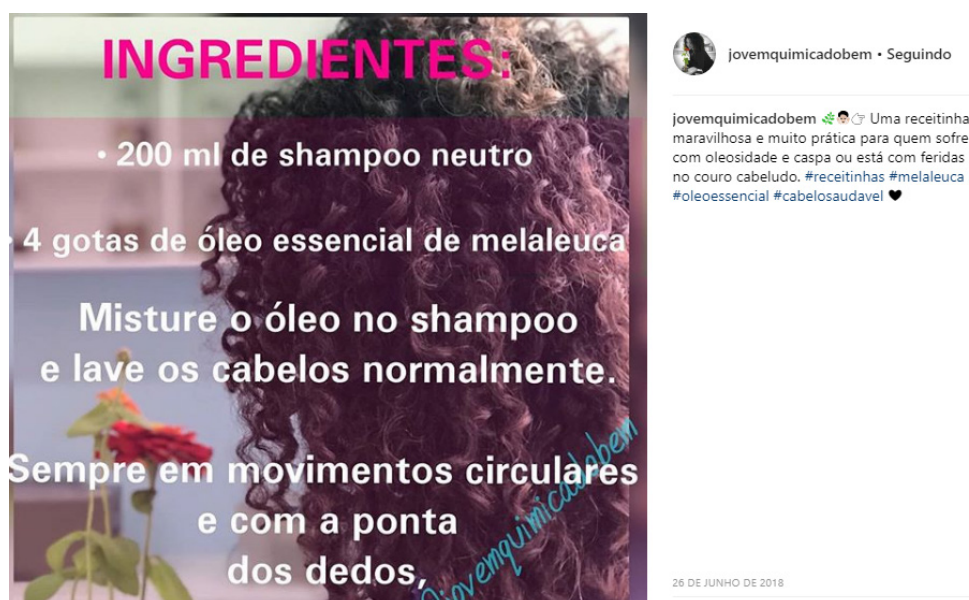 INGREDIENTES:
• 200 ml de shampoo neutro
• 4 gotas de óleo essencial de melaleuca
Misture o óleo no shampoo
e lave os cabelos normalmente.
Sempre em movimentos circulares
e com a ponta
dos dedos,
@jovemquimicadobem
jovemquimicadobem • Seguindo
jovemquimicadobem 🌿👩🏻👉🏻 Uma receitinha
maravilhosa e muito prática para quem sofre
com oleosidade e caspa ou está com feridas
no couro cabeludo. #receitinhas #melaleuca
#oleoessencial #cabelosaudavel 🖤
26 DE JUNHO DE 2018